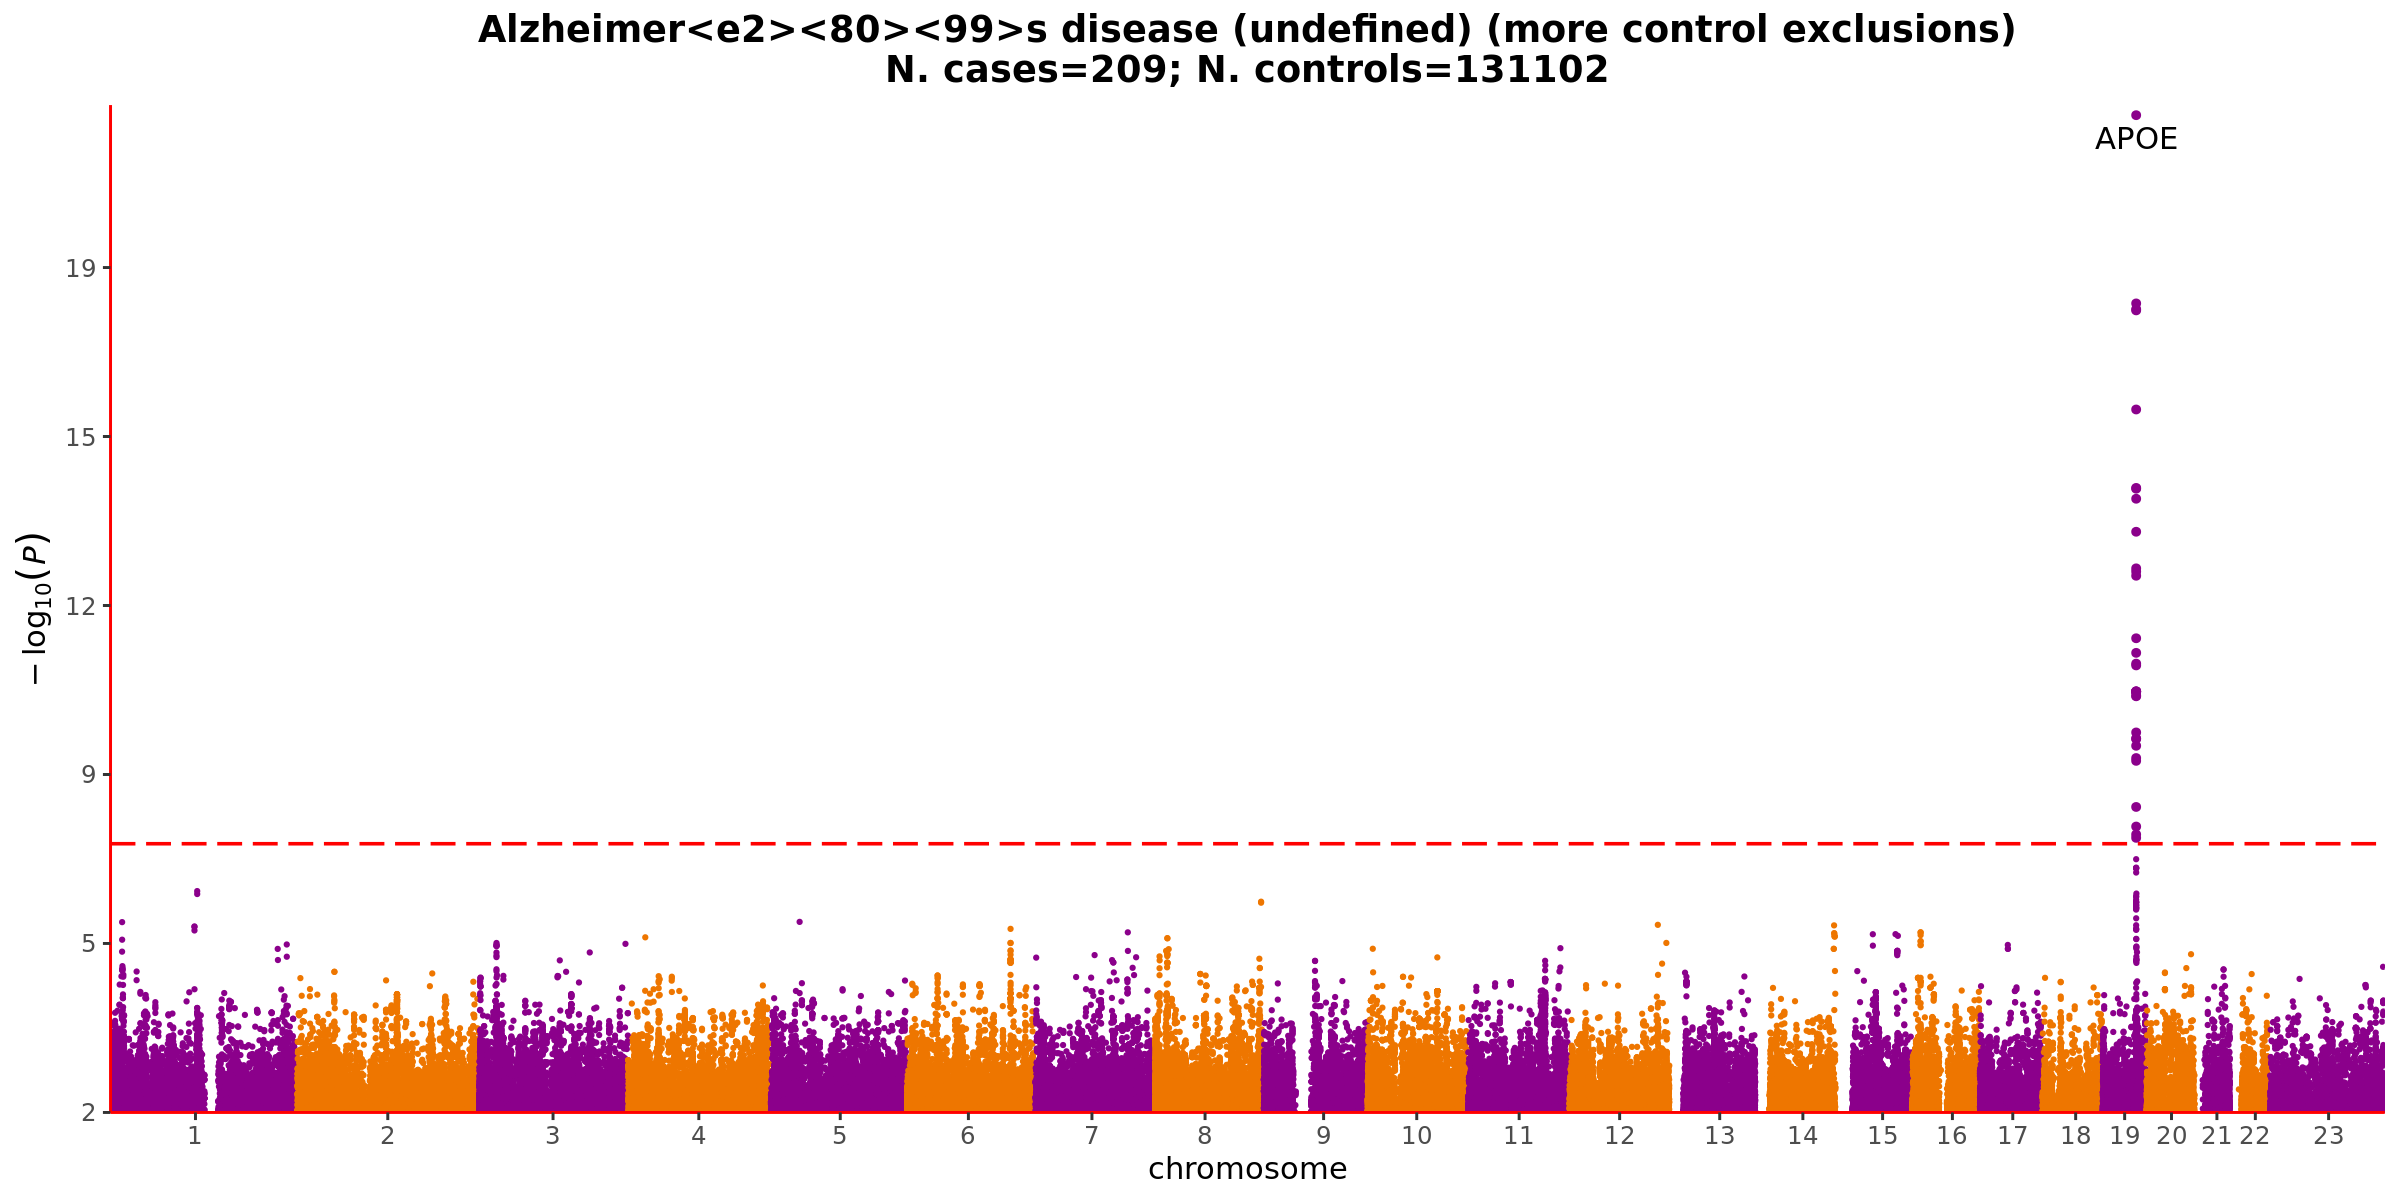 Alzheimer<e2><80><99>s disease (undefined) (more control exclusions)
N. cases=209; N. controls=131102
APOE
19
15
12
9
5
2
−log10(P)
1 2 3 4 5 6 7 8 9 10 11 12 13 14 15 16 17 18 19 20 21 22 23
chromosome